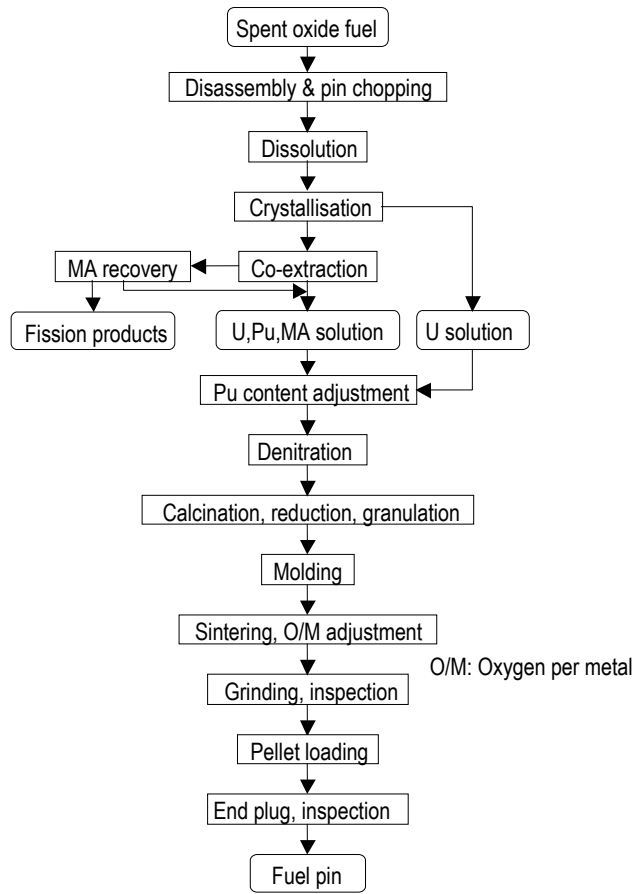 Spent oxide fuel
Disassembly & pin chopping
Dissolution
Crystallisation
MA recovery
Co-extraction
Fission products
U,Pu,MA solution
U solution
Pu content adjustment
Denitration
Calcination, reduction, granulation
Molding
Sintering, O/M adjustment
O/M: Oxygen per metal
Grinding, inspection
Pellet loading
End plug, inspection
Fuel pin